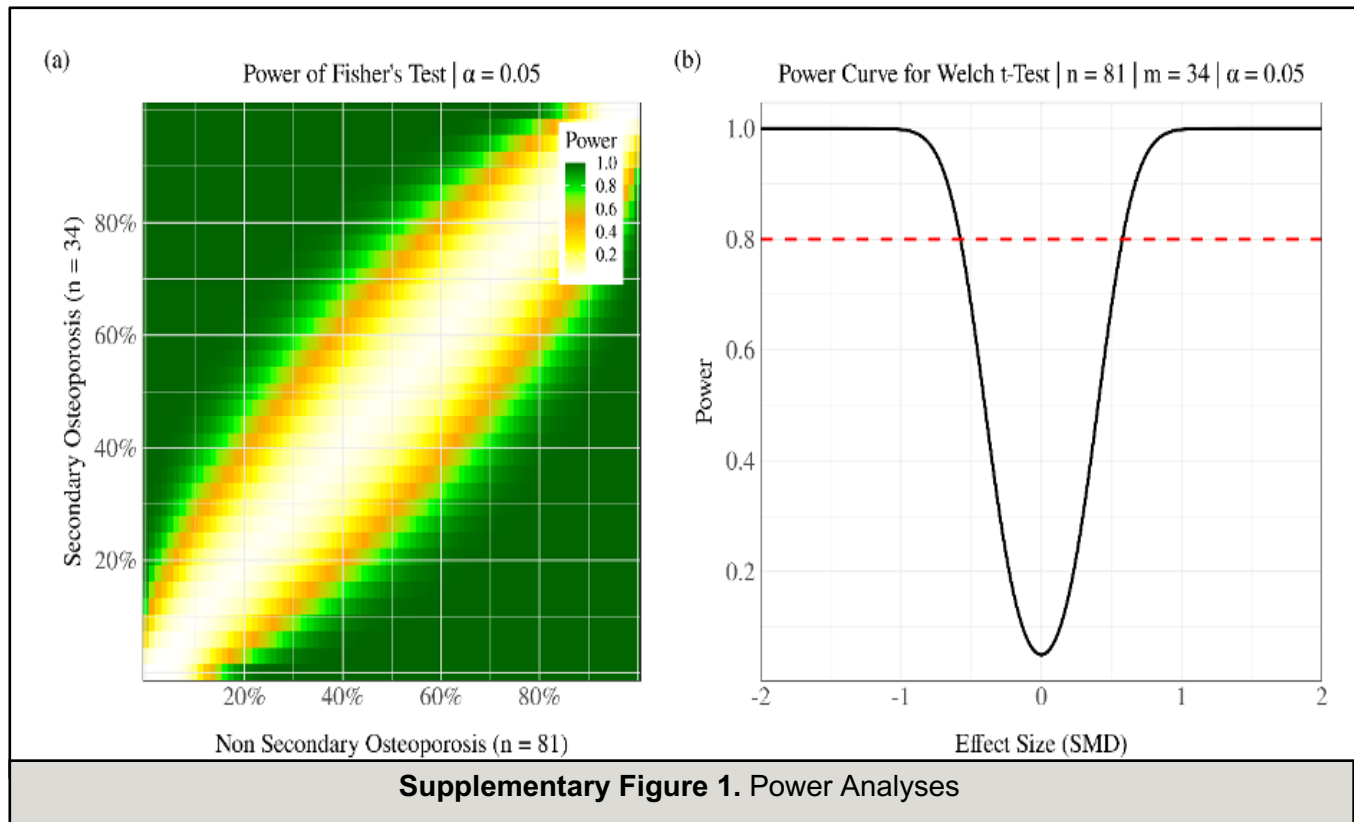 (a)
Power of Fisher's Test | α = 0.05
Power
1.0
0.8
0.6
0.4
0.2
Secondary Osteoporosis (n = 34)
80%
60%
40%
20%
20%
40%
60%
80%
Non Secondary Osteoporosis (n = 81)
(b)
Power Curve for Welch t-Test | n = 81 | m = 34 | α = 0.05
Power
1.0
0.8
0.6
0.4
0.2
-2
-1
0
1
2
Effect Size (SMD)
Supplementary Figure 1. Power Analyses